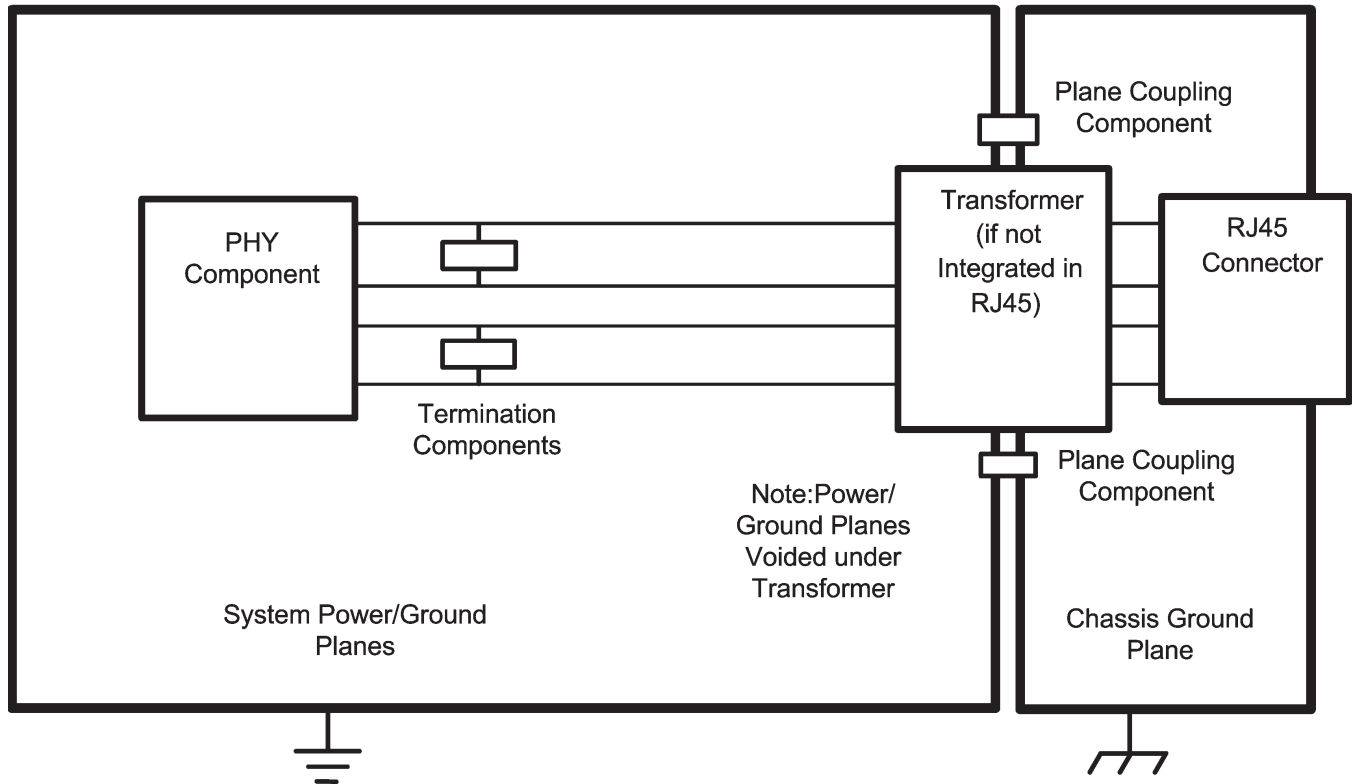 Plane Coupling
Component
PHY
Component
Transformer
(if not
Integrated in
RJ45)
RJ45
Connector
Termination
Components
Plane Coupling
Component
Note:Power/
Ground Planes
Voided under
Transformer
System Power/Ground
Planes
Chassis Ground
Plane